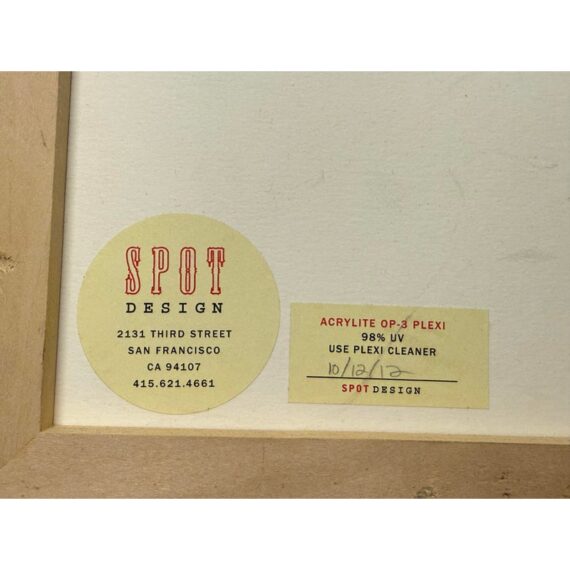 SPOT
DESIGN
2131 THIRD STREET
SAN FRANCISCO
CA 94107
415.621.4661
ACRYLITE OP-3 PLEXI
98% UV
USE PLEXI CLEANER
10/12/12
SPOT DESIGN